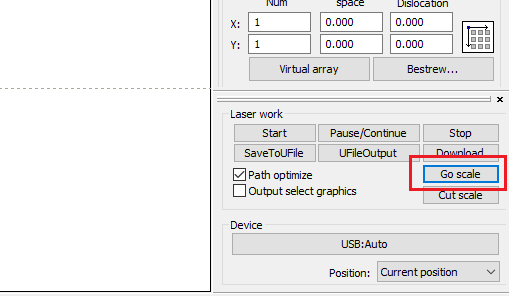 Num space Dislocation
X: 1 0.000 0.000
Y: 1 0.000 0.000
Virtual array Bestrew...
Laser work
Start Pause/Continue Stop
SaveToUFile UFileOutput Download
Path optimize Go scale
Output select graphics Cut scale
Device
USB:Auto
Position: Current position